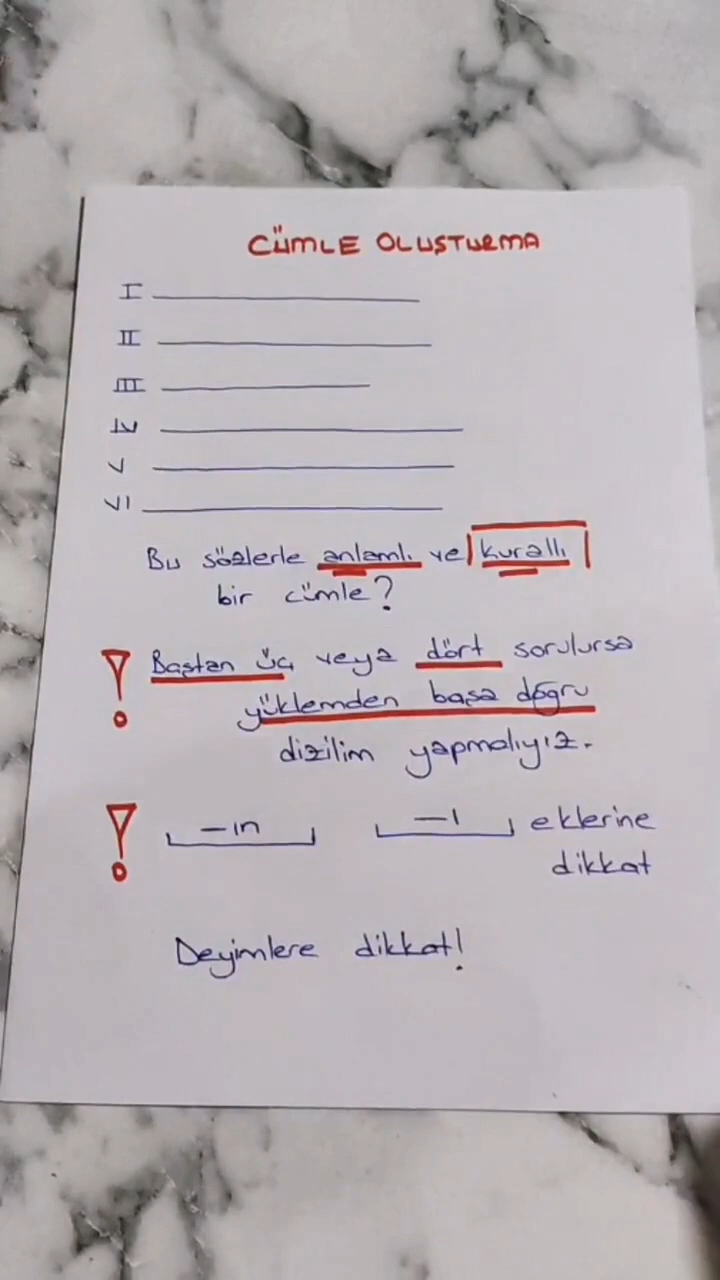 CÜMLE OLUŞTURMA
I
II
III
IV
V
VI
Bu sözlerle anlamlı ve kurallı
bir cümle?
! Baştan üç veya dört sorulursa
yüklemden başa doğru
dizilim yapmalıyız.
! -ın -ı eklerine
dikkat
Deyimlere dikkat!